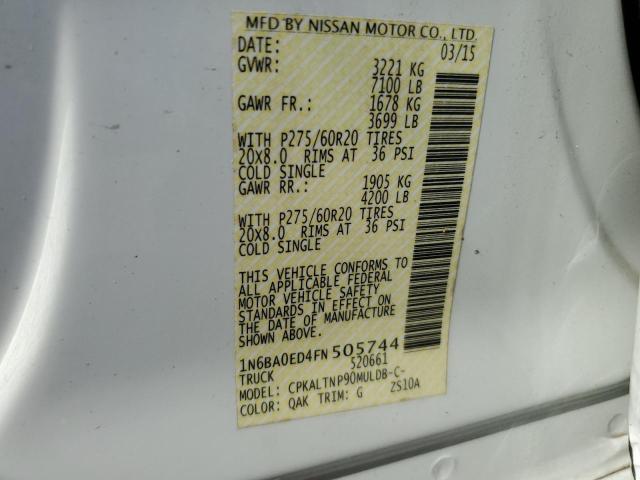 MFD BY NISSAN MOTOR CO., LTD.
DATE: 03/15
GVWR: 3221 KG
7100 LB
GAWR FR.: 1678 KG
3699 LB
WITH P275/60R20 TIRES
20X8.0 RIMS AT 36 PSI
COLD SINGLE
GAWR RR.: 1905 KG
4200 LB
WITH P275/60R20 TIRES
20X8.0 RIMS AT 36 PSI
COLD SINGLE
THIS VEHICLE CONFORMS TO
ALL APPLICABLE FEDERAL
MOTOR VEHICLE SAFETY
STANDARDS IN EFFECT ON
THE DATE OF MANUFACTURE
SHOWN ABOVE.
1N6BA0ED4FN505744
TRUCK 520661
MODEL: CPKALTNP90MULDB-C-
COLOR: QAK TRIM: G ZS10A